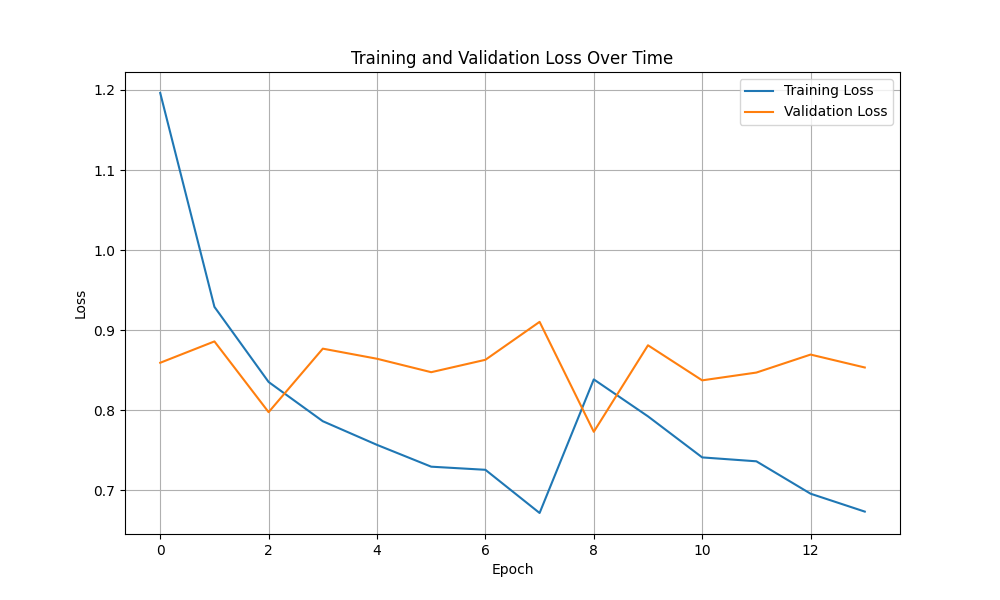 Training and Validation Loss Over Time
Training Loss
Validation Loss
1.2
1.1
1.0
0.9
0.8
0.7
Loss
0 2 4 6 8 10 12
Epoch